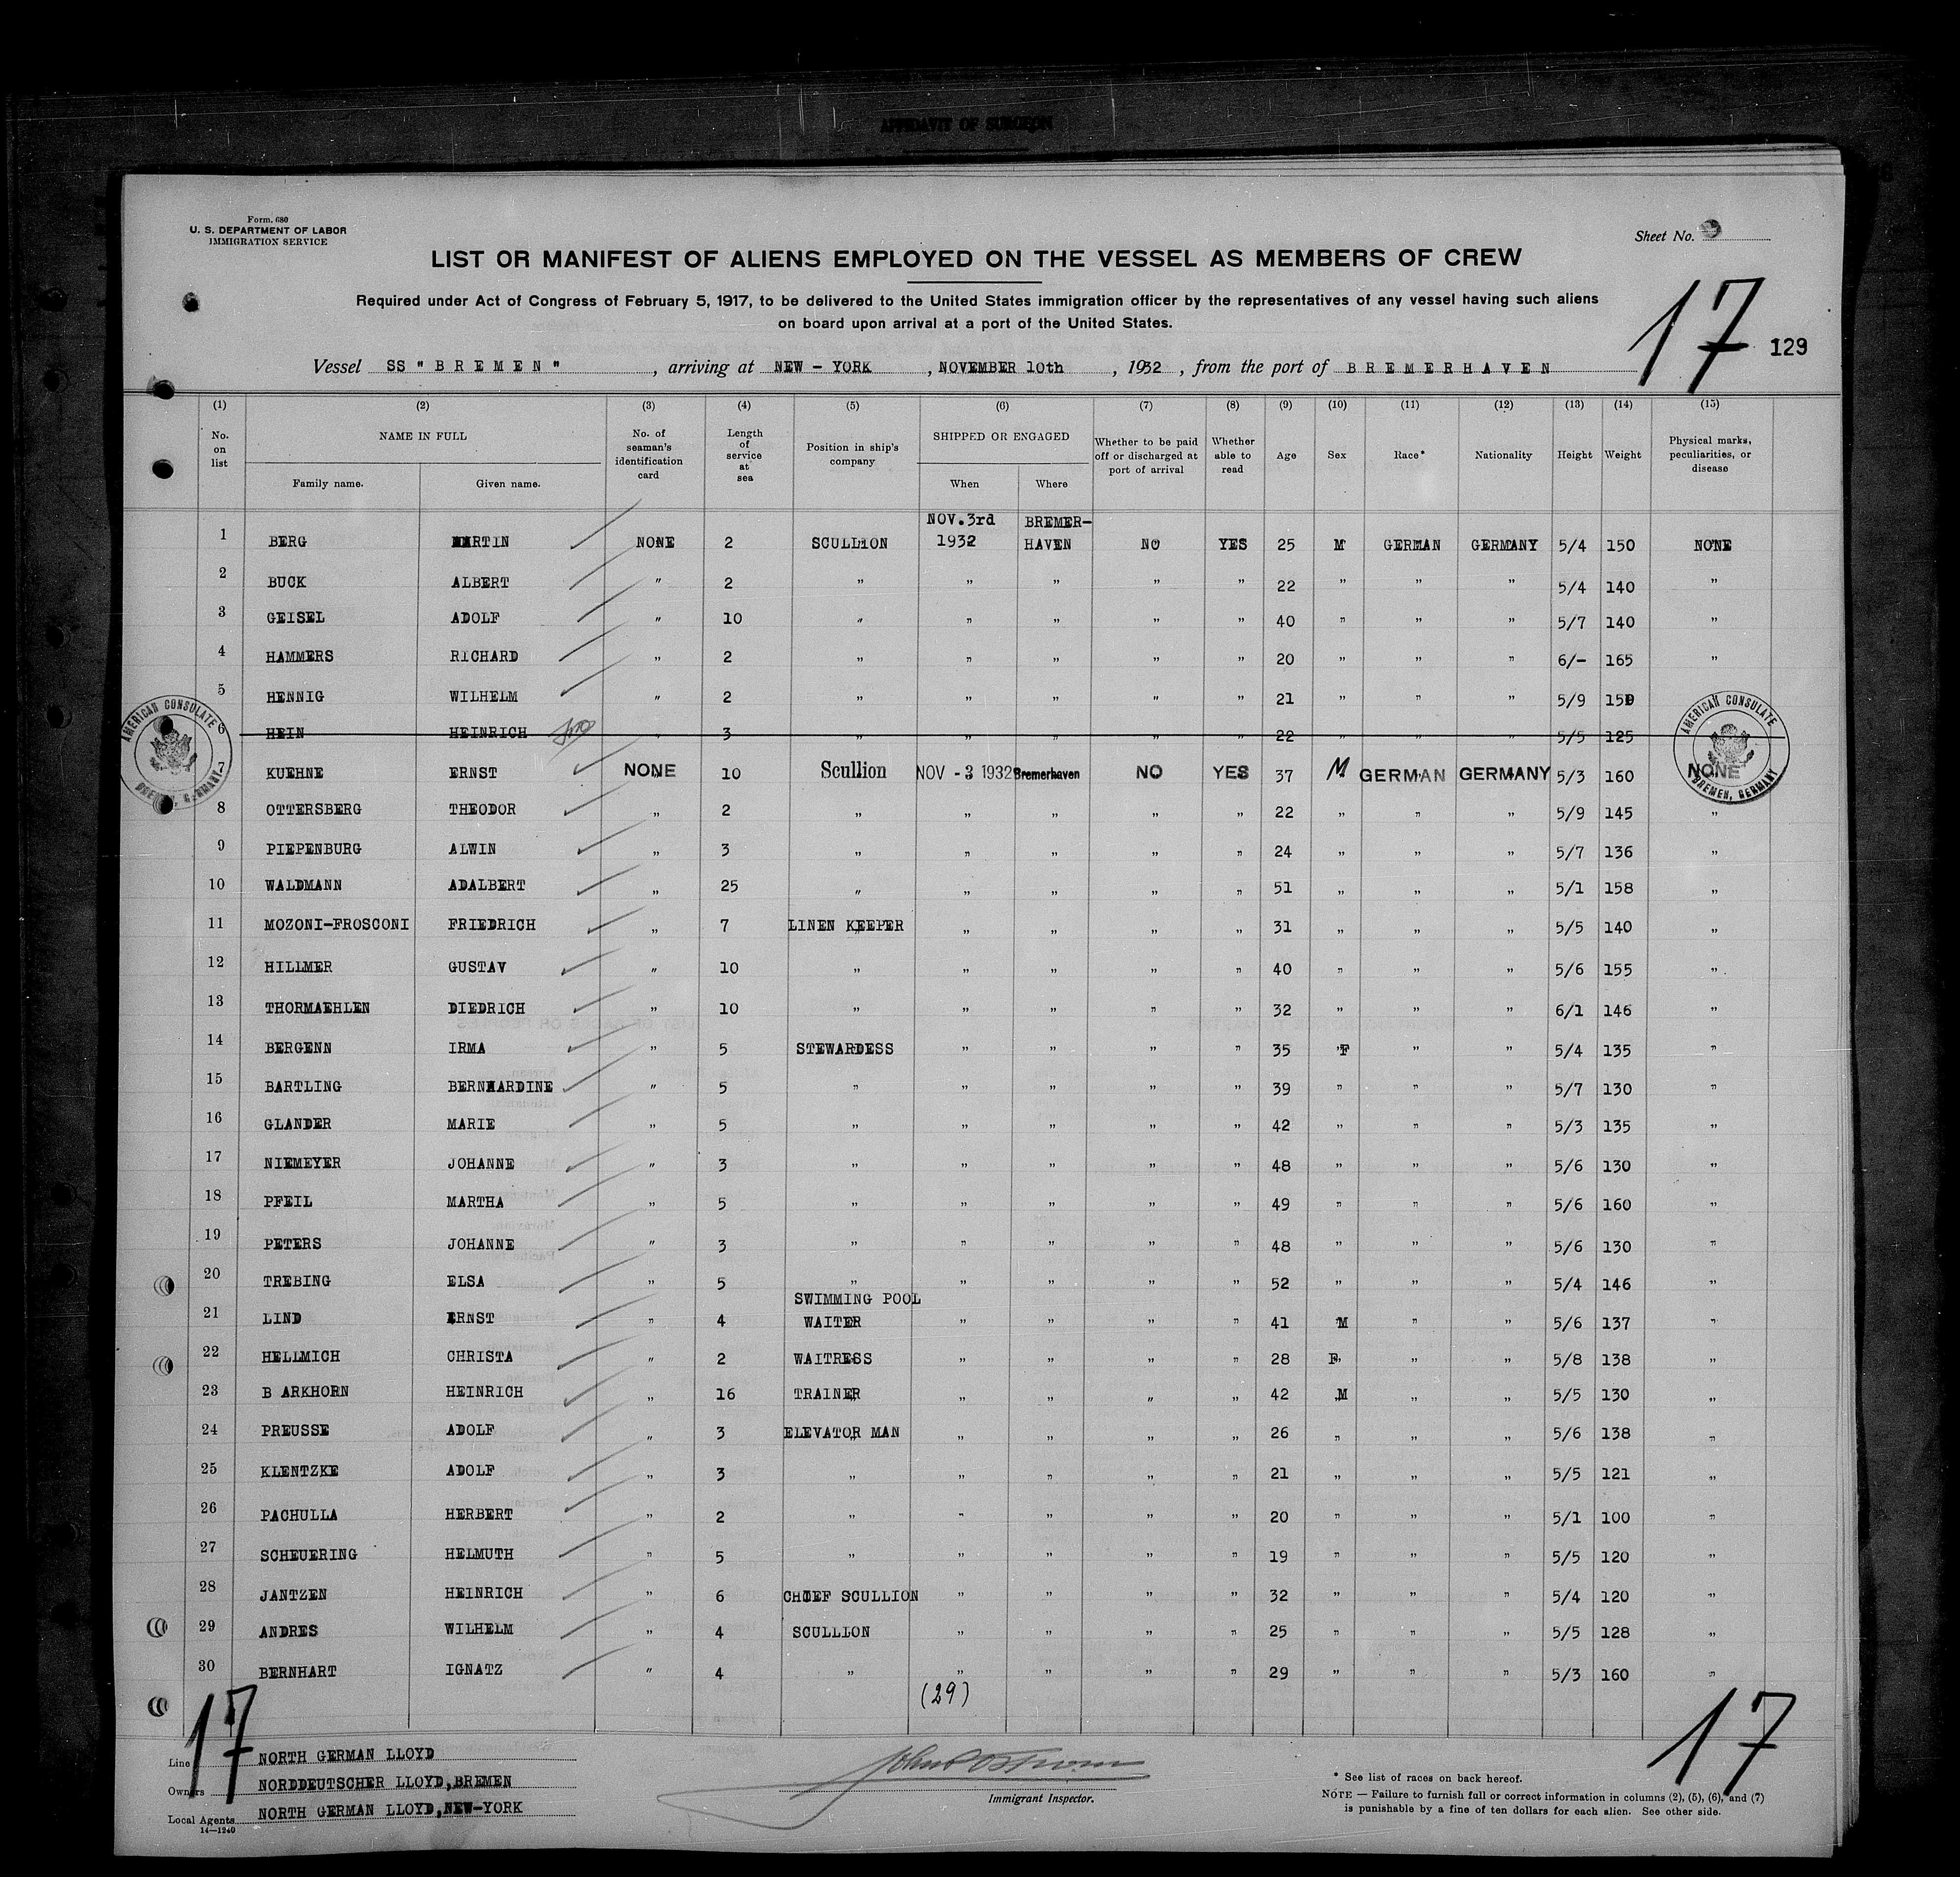 AFFIDAVIT OF SURGEON
Form 680
U. S. DEPARTMENT OF LABOR
IMMIGRATION SERVICE
Sheet No.
LIST OR MANIFEST OF ALIENS EMPLOYED ON THE VESSEL AS MEMBERS OF CREW
Required under Act of Congress of February 5, 1917, to be delivered to the United States immigration officer by the representatives of any vessel having such aliens
on board upon arrival at a port of the United States.
17 129
Vessel SS "BREMEN", arriving at NEW-YORK, NOVEMBER 10th, 1932, from the port of BREMERHAVEN
(1) (2) (3) (4) (5) (6) (7) (8) (9) (10) (11) (12) (13) (14) (15)
No. on list NAME IN FULL Family name. Given name. No. of seaman's identification card Length of service at sea Position in ship's company SHIPPED OR ENGAGED When Where Whether to be paid off or discharged at port of arrival Whether able to read Age Sex Race* Nationality Height Weight Physical marks, peculiarities, or disease
1 BERG MARTIN NONE 2 SCULLION NOV.3rd 1932 BREMER-HAVEN NO YES 25 M GERMAN GERMANY 5/4 150 NONE
2 BUCK ALBERT " 2 " " " " " 22 " " " 5/4 140 "
3 GEISEL ADOLF " 10 " " " " " 40 " " " 5/7 140 "
4 HAMMERS RICHARD " 2 " " " " " 20 " " " 6/- 165 "
5 HENNIG WILHELM " 2 " " " " " 21 " " " 5/9 150 "
6 HEIN HEINRICH " 3 " " " " " 22 " " " 5/5 125
7 KUEHNE ERNST NONE 10 Scullion NOV -3 1932 Bremerhaven NO YES 37 M GERMAN GERMANY 5/3 160 NONE
AMERICAN CONSULATE BREMEN, GERMANY
AMERICAN CONSULATE BREMEN, GERMANY
8 OTTERSBERG THEODOR " 2 " " " " " 22 " " " 5/9 145 "
9 PIEPENBURG ALWIN " 3 " " " " " 24 " " " 5/7 136 "
10 WALDMANN ADALBERT " 25 " " " " " 51 " " " 5/1 158 "
11 MOZONI-FROSCONI FRIEDRICH " 7 LINEN KEEPER " " " " 31 " " " 5/5 140 "
12 HILLMER GUSTAV " 10 " " " " " 40 " " " 5/6 155 "
13 THORMAEHLEN DIEDRICH " 10 " " " " " 32 " " " 6/1 146 "
14 BERGENN IRMA " 5 STEWARDESS " " " " 35 F " " 5/4 135 "
15 BARTLING BERNHARDINE " 5 " " " " " 39 " " " 5/7 130 "
16 GLANDER MARIE " 5 " " " " " 42 " " " 5/3 135 "
17 NIEMEYER JOHANNE " 3 " " " " " 48 " " " 5/6 130 "
18 PFEIL MARTHA " 5 " " " " " 49 " " " 5/6 160 "
19 PETERS JOHANNE " 3 " " " " " 48 " " " 5/6 130 "
20 TREBING ELSA " 5 " " " " " 52 " " " 5/4 146 "
21 LIND ERNST " 4 SWIMMING POOL WAITER " " " " 41 M " " 5/6 137 "
22 HELLMICH CHRISTA " 2 WAITRESS " " " " 28 F " " 5/8 138 "
23 B ARKHORN HEINRICH " 16 TRAINER " " " " 42 M " " 5/5 130 "
24 PREUSSE ADOLF " 3 ELEVATOR MAN " " " " 26 " " " 5/6 138 "
25 KLENTZKE ADOLF " 3 " " " " " 21 " " " 5/5 121 "
26 PACHULLA HERBERT " 2 " " " " " 20 " " " 5/1 100 "
27 SCHEUERING HELMUTH " 5 " " " " " 19 " " " 5/5 120 "
28 JANTZEN HEINRICH " 6 CHIEF SCULLION " " " " 32 " " " 5/4 120 "
29 ANDRES WILHELM " 4 SCULLION " " " " 25 " " " 5/5 128 "
30 BERNHART IGNATZ " 4 " " " " " 29 " " " 5/3 160 "
(29)
17 17
Line NORTH GERMAN LLOYD
Owners NORDDEUTSCHER LLOYD,BREMEN
Local Agents NORTH GERMAN LLOYD,NEW-YORK
14—1240
Immigrant Inspector.
* See list of races on back hereof.
NOTE — Failure to furnish full or correct information in columns (2), (5), (6), and (7)
is punishable by a fine of ten dollars for each alien. See other side.